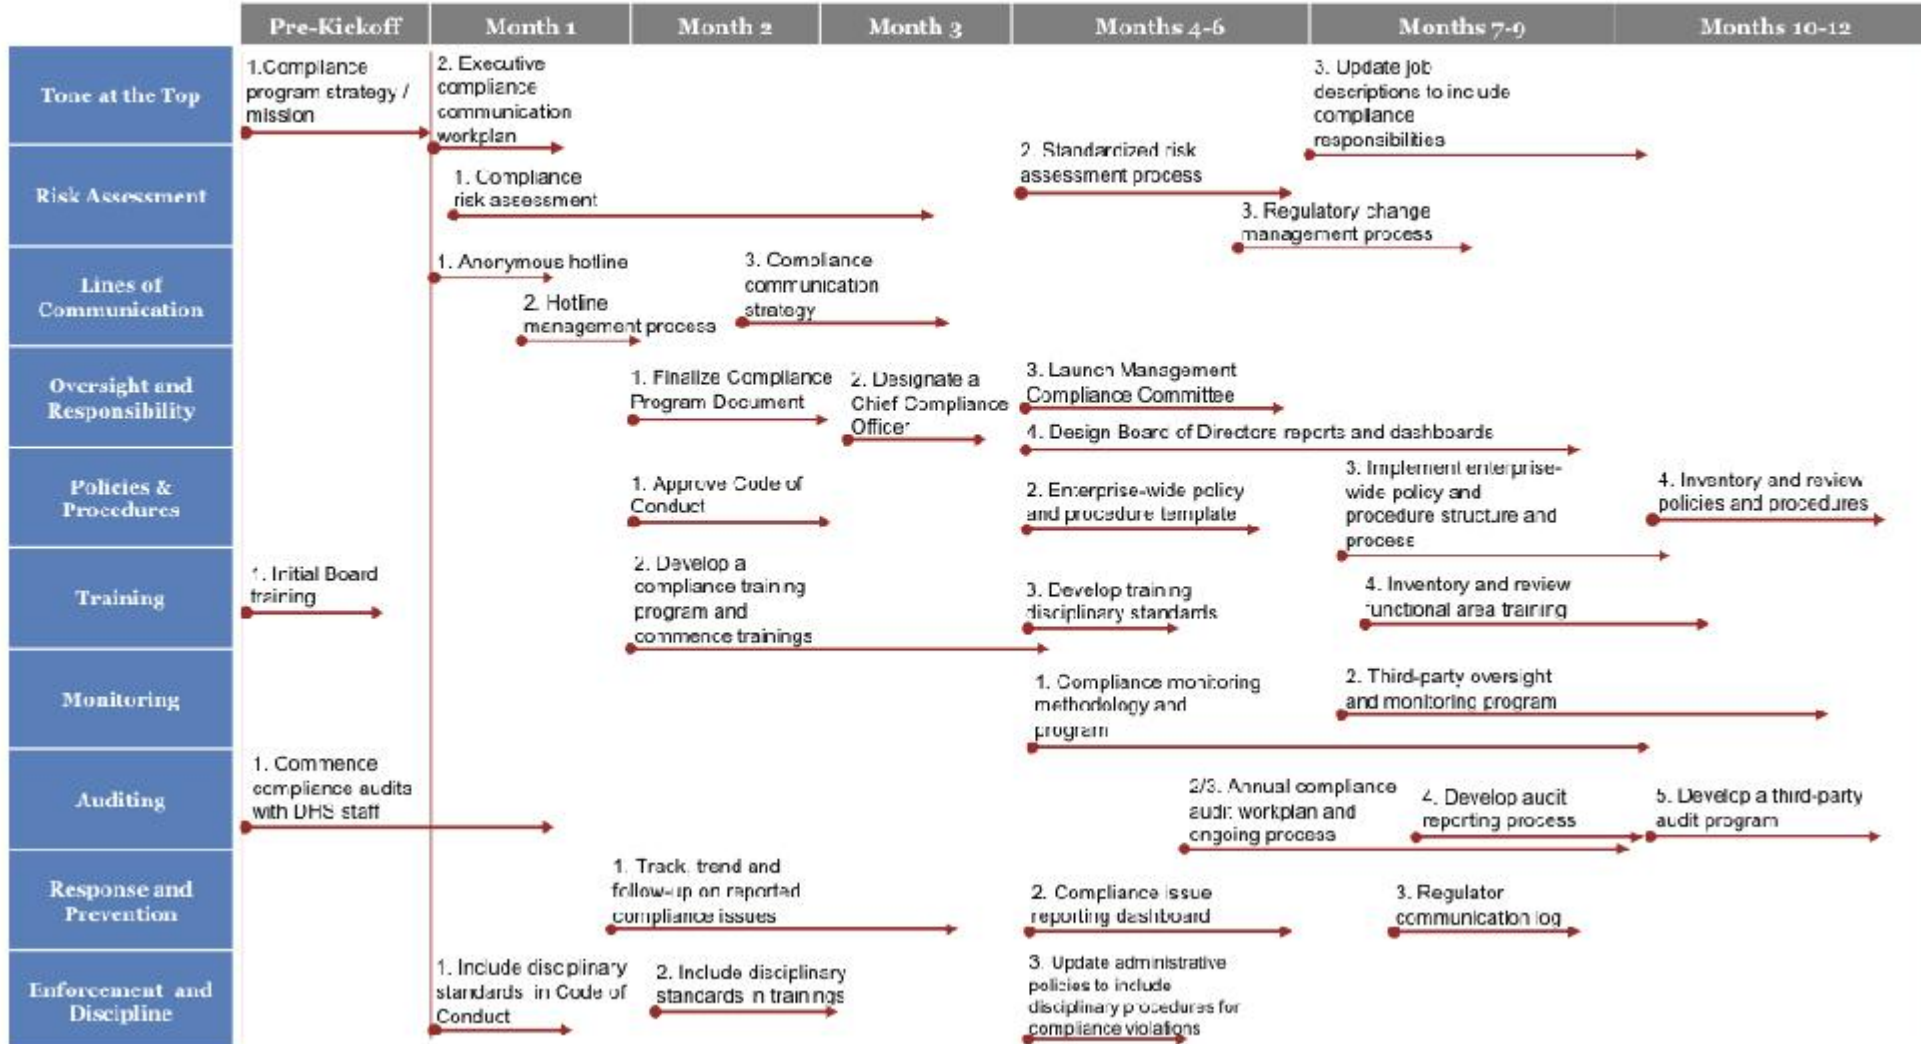 Pre-Kickoff
Month 1
Month 2
Month 3
Months 4-6
Months 7-9
Months 10-12
Tone at the Top
1.Compliance
program strategy /
mission
2. Executive
compliance
communication
workplan
3. Update job
descriptions to include
compliance
responsibilities
Risk Assessment
1. Compliance
risk assessment
2. Standardized risk
assessment process
3. Regulatory change
management process
Lines of
Communication
1. Anonymous hotline
2. Hotline
management process
3. Compliance
communication
strategy
Oversight and
Responsibility
1. Finalize Compliance
Program Document
2. Designate a
Chief Compliance
Officer
3. Launch Management
Compliance Committee
4. Design Board of Directors reports and dashboards
Policies &
Procedures
1. Approve Code of
Conduct
2. Enterprise-wide policy
and procedure template
3. Implement enterprise-
wide policy and
procedure structure and
process
4. Inventory and review
policies and procedures
Training
1. Initial Board
training
2. Develop a
compliance training
program and
commence trainings
3. Develop training
disciplinary standards
4. Inventory and review
functional area training
Monitoring
1. Compliance monitoring
methodology and
program
2. Third-party oversight
and monitoring program
Auditing
1. Commence
compliance audits
with DHS staff
2/3. Annual compliance
audit workplan and
ongoing process
4. Develop audit
reporting process
5. Develop a third-party
audit program
Response and
Prevention
1. Track, trend and
follow-up on reported
compliance issues
2. Compliance issue
reporting dashboard
3. Regulator
communication log
Enforcement and
Discipline
1. Include disciplinary
standards in Code of
Conduct
2. Include disciplinary
standards in trainings
3. Update administrative
policies to include
disciplinary procedures for
compliance violations